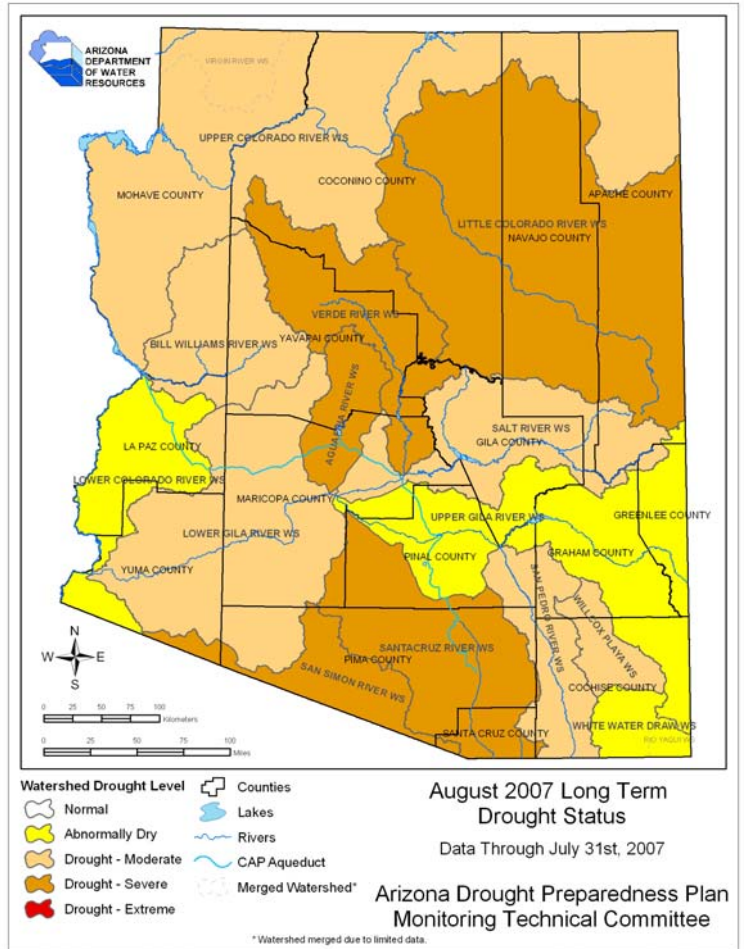 ARIZONA
DEPARTMENT
OF WATER
RESOURCES
VIRGIN RIVER WS
UPPER COLORADO RIVER WS
COCONINO COUNTY
MOHAVE COUNTY
APACHE COUNTY
LITTLE COLORADO RIVER WS
NAVAJO COUNTY
VERDE RIVER WS
YAVAPAI COUNTY
BILL WILLIAMS RIVER WS
AGUA FRIA RIVER WS
SALT RIVER WS
GILA COUNTY
LA PAZ COUNTY
LOWER COLORADO RIVER WS
MARICOPA COUNTY
UPPER GILA RIVER WS
GREENLEE COUNTY
LOWER GILA RIVER WS
PINAL COUNTY
GRAHAM COUNTY
YUMA COUNTY
SAN PEDRO RIVER WS
WILLCOX PLAYA WS
SANTACRUZ RIVER WS
PIMA COUNTY
SAN SIMON RIVER WS
COCHISE COUNTY
SANTA CRUZ COUNTY
WHITE WATER DRAW WS
RIO YAQUI WS
N
W E
S
0 25 50 75 100
Kilometers
0 25 50 75 100
Miles
Watershed Drought Level
Normal
Abnormally Dry
Drought - Moderate
Drought - Severe
Drought - Extreme
Counties
Lakes
Rivers
CAP Aqueduct
Merged Watershed*
August 2007 Long Term
Drought Status
Data Through July 31st, 2007
Arizona Drought Preparedness Plan
Monitoring Technical Committee
* Watershed merged due to limited data.